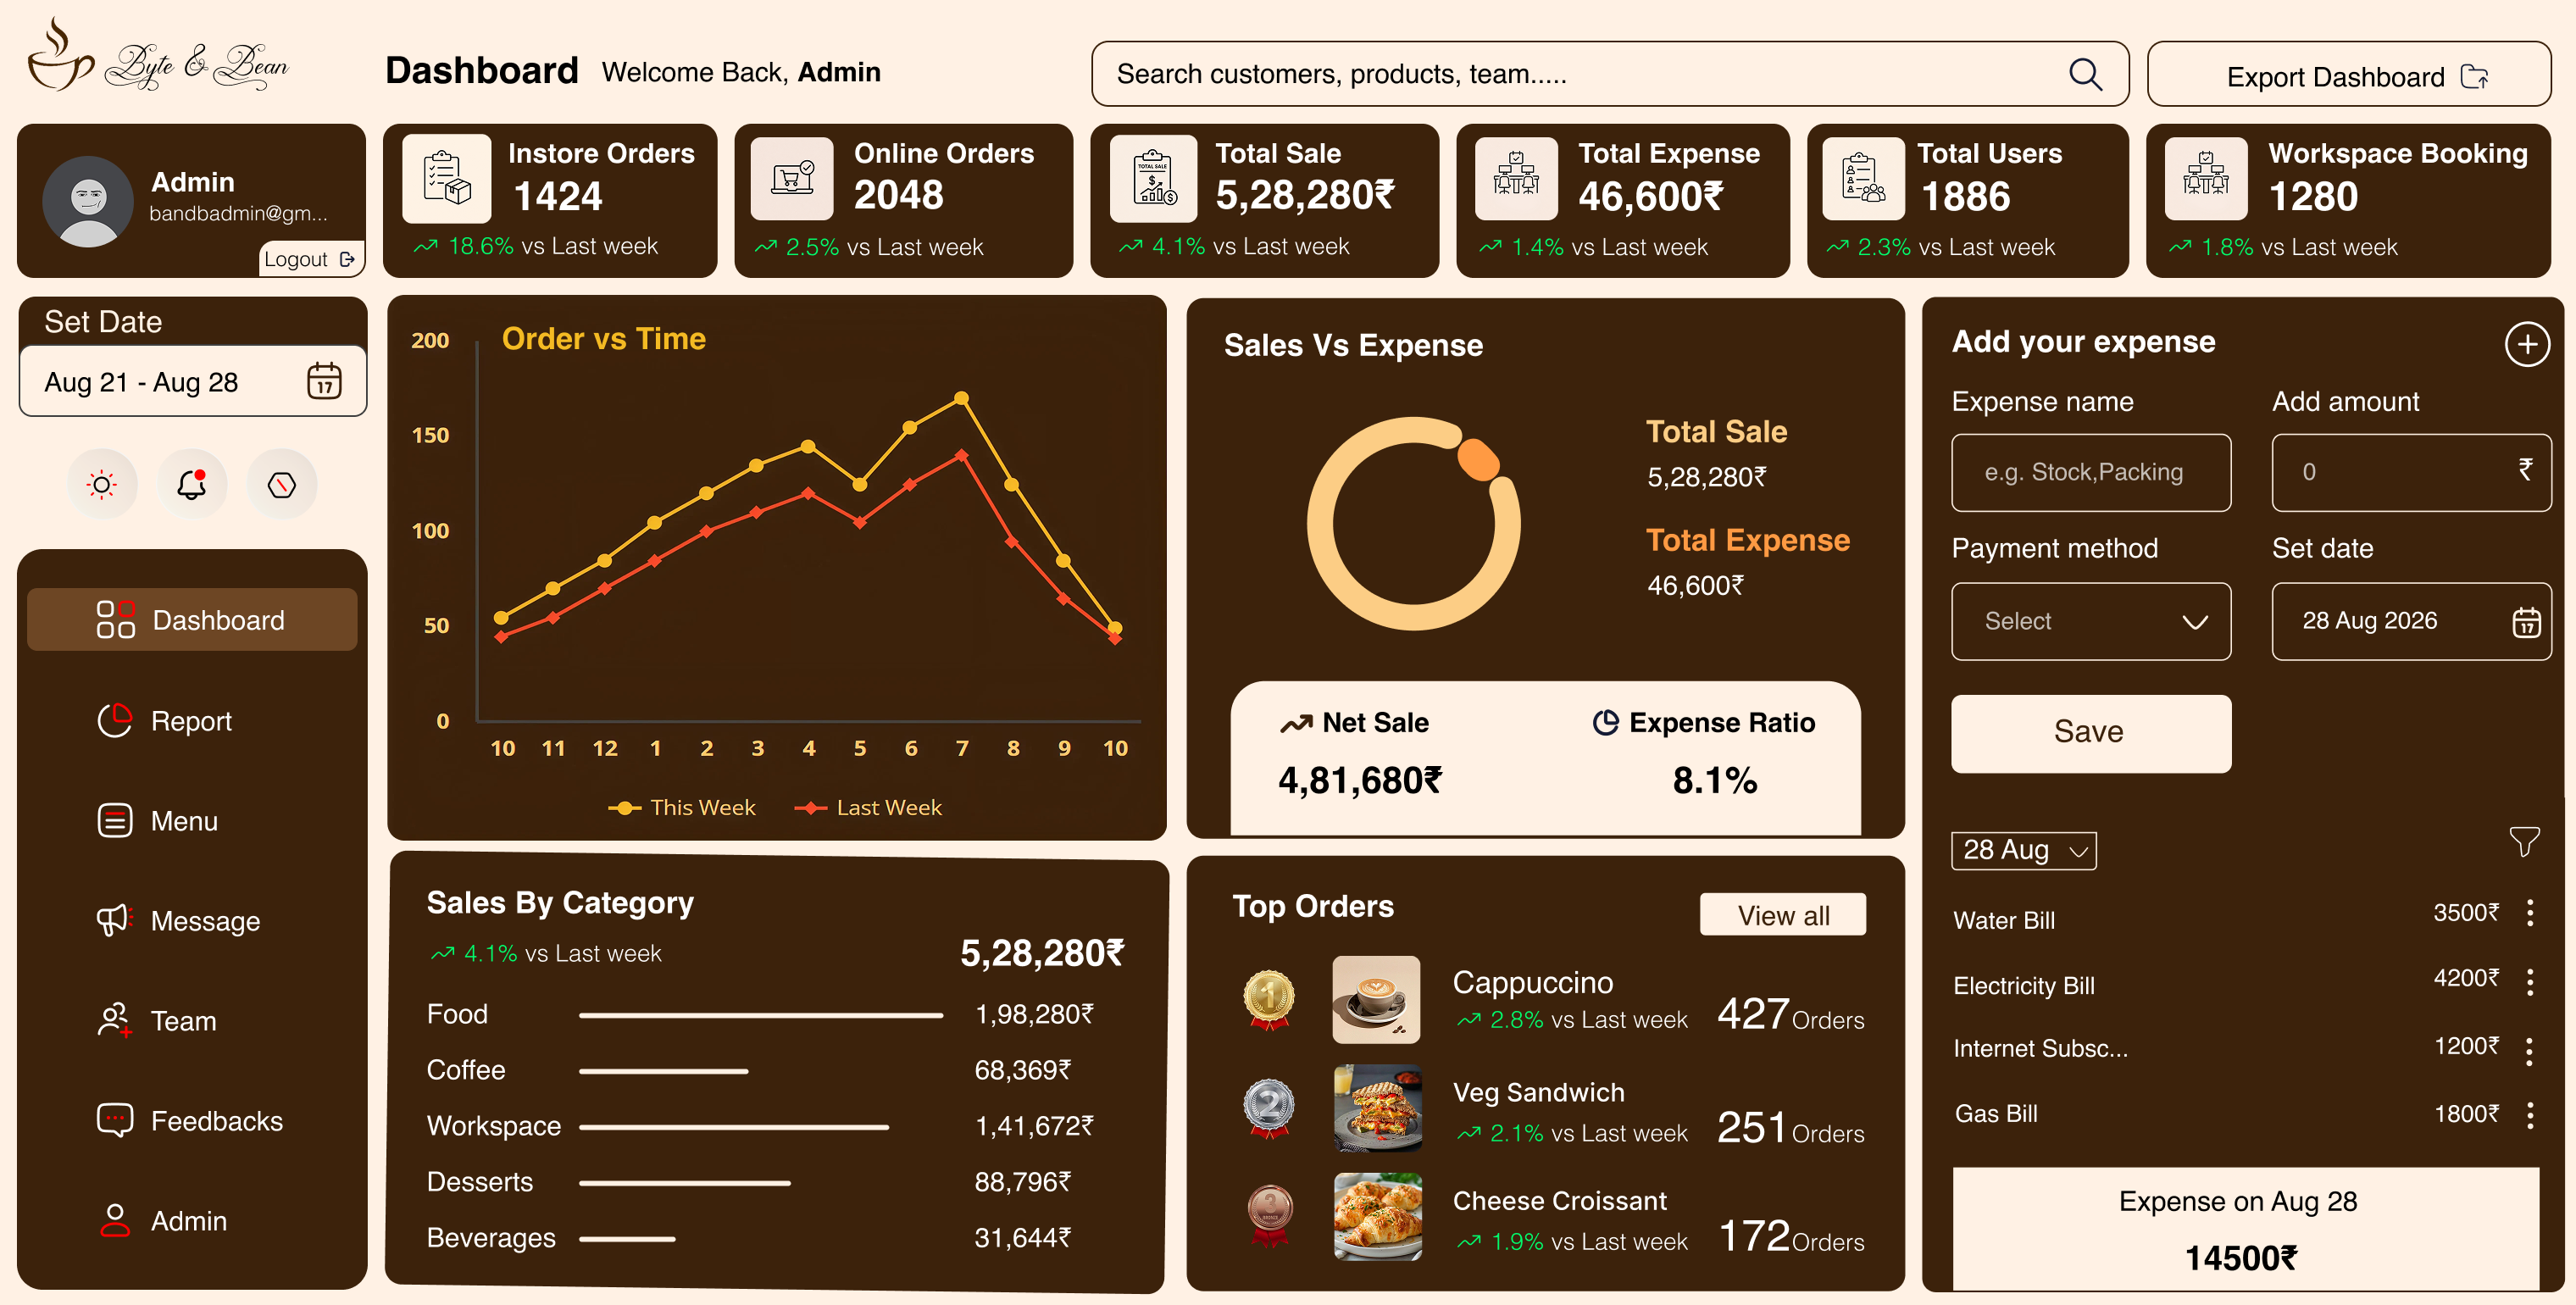 Byte & Bean
Dashboard Welcome Back, Admin
Search customers, products, team.....
Export Dashboard
Admin
bandbadmin@gm...
Logout
Instore Orders
1424
18.6% vs Last week
Online Orders
2048
2.5% vs Last week
TOTAL SALE
Total Sale
5,28,280₹
4.1% vs Last week
Total Expense
46,600₹
1.4% vs Last week
Total Users
1886
2.3% vs Last week
Workspace Booking
1280
1.8% vs Last week
Set Date
Aug 21 - Aug 28
17
Dashboard
Report
Menu
Message
Team
Feedbacks
Admin
Order vs Time
200
150
100
50
0
10 11 12 1 2 3 4 5 6 7 8 9 10
This Week Last Week
Sales Vs Expense
Total Sale
5,28,280₹
Total Expense
46,600₹
Net Sale
4,81,680₹
Expense Ratio
8.1%
Add your expense
Expense name
e.g. Stock,Packing
Add amount
0 ₹
Payment method
Select
Set date
28 Aug 2026
17
Save
28 Aug
Water Bill 3500₹
Electricity Bill 4200₹
Internet Subsc... 1200₹
Gas Bill 1800₹
Expense on Aug 28
14500₹
Sales By Category
4.1% vs Last week
5,28,280₹
Food 1,98,280₹
Coffee 68,369₹
Workspace 1,41,672₹
Desserts 88,796₹
Beverages 31,644₹
Top Orders
View all
1
Cappuccino
2.8% vs Last week
427 Orders
2
Veg Sandwich
2.1% vs Last week
251 Orders
3
Cheese Croissant
1.9% vs Last week
172 Orders